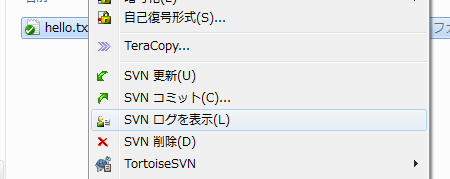 自己復号形式(S)...
hello.tx
TeraCopy...
SVN 更新(U)
SVN コミット(C)...
SVN ログを表示(L)
SVN 削除(D)
TortoiseSVN